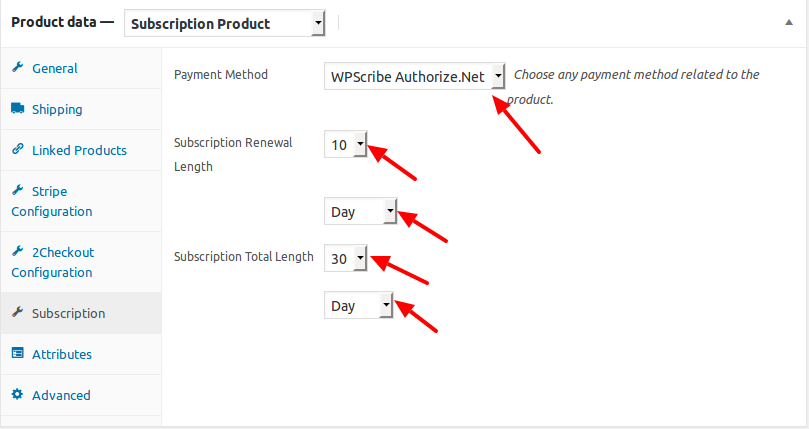 Product data — Subscription Product
General
Shipping
Linked Products
Stripe
Configuration
2Checkout
Configuration
Subscription
Attributes
Advanced
Payment Method
WPScribe Authorize.Net
Choose any payment method related to the
product.
Subscription Renewal
Length
10
Day
Subscription Total Length
30
Day